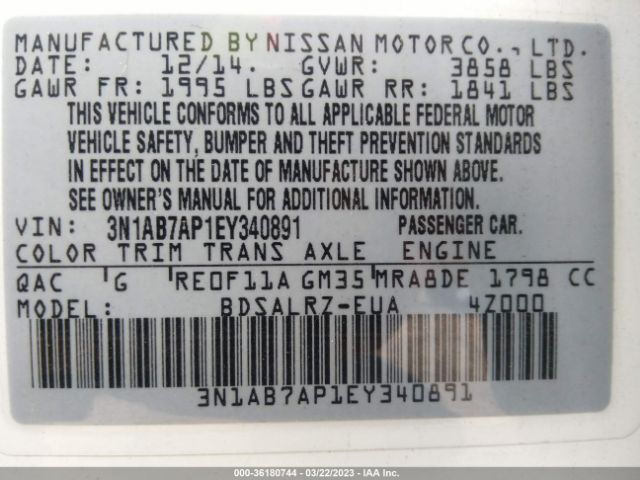 MANUFACTURED BY NISSAN MOTOR CO., LTD.
DATE: 12/14. GVWR: 3858 LBS
GAWR FR: 1995 LBS GAWR RR: 1841 LBS
THIS VEHICLE CONFORMS TO ALL APPLICABLE FEDERAL MOTOR
VEHICLE SAFETY, BUMPER AND THEFT PREVENTION STANDARDS
IN EFFECT ON THE DATE OF MANUFACTURE SHOWN ABOVE.
SEE OWNER'S MANUAL FOR ADDITIONAL INFORMATION.
VIN: 3N1AB7AP1EY340891 PASSENGER CAR.
COLOR TRIM TRANS AXLE ENGINE
QAC G RE0F11A GM35 MRA8DE 1798 CC
MODEL: BDSALRZ-EUA 4Z000
3N1AB7AP1EY340891
000-36180744 - 03/22/2023 - IAA Inc.